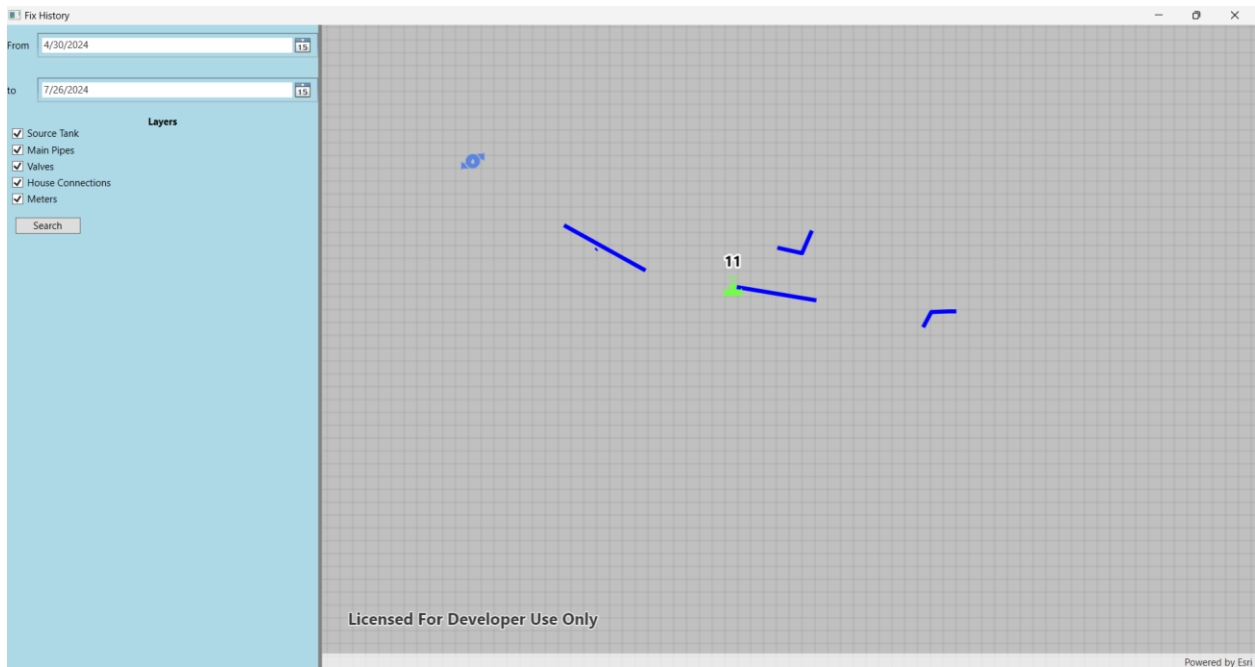 Fix History
From 4/30/2024 15
to 7/26/2024 15
Layers
Source Tank
Main Pipes
Valves
House Connections
Meters
Search
11
Licensed For Developer Use Only
Powered by Esri